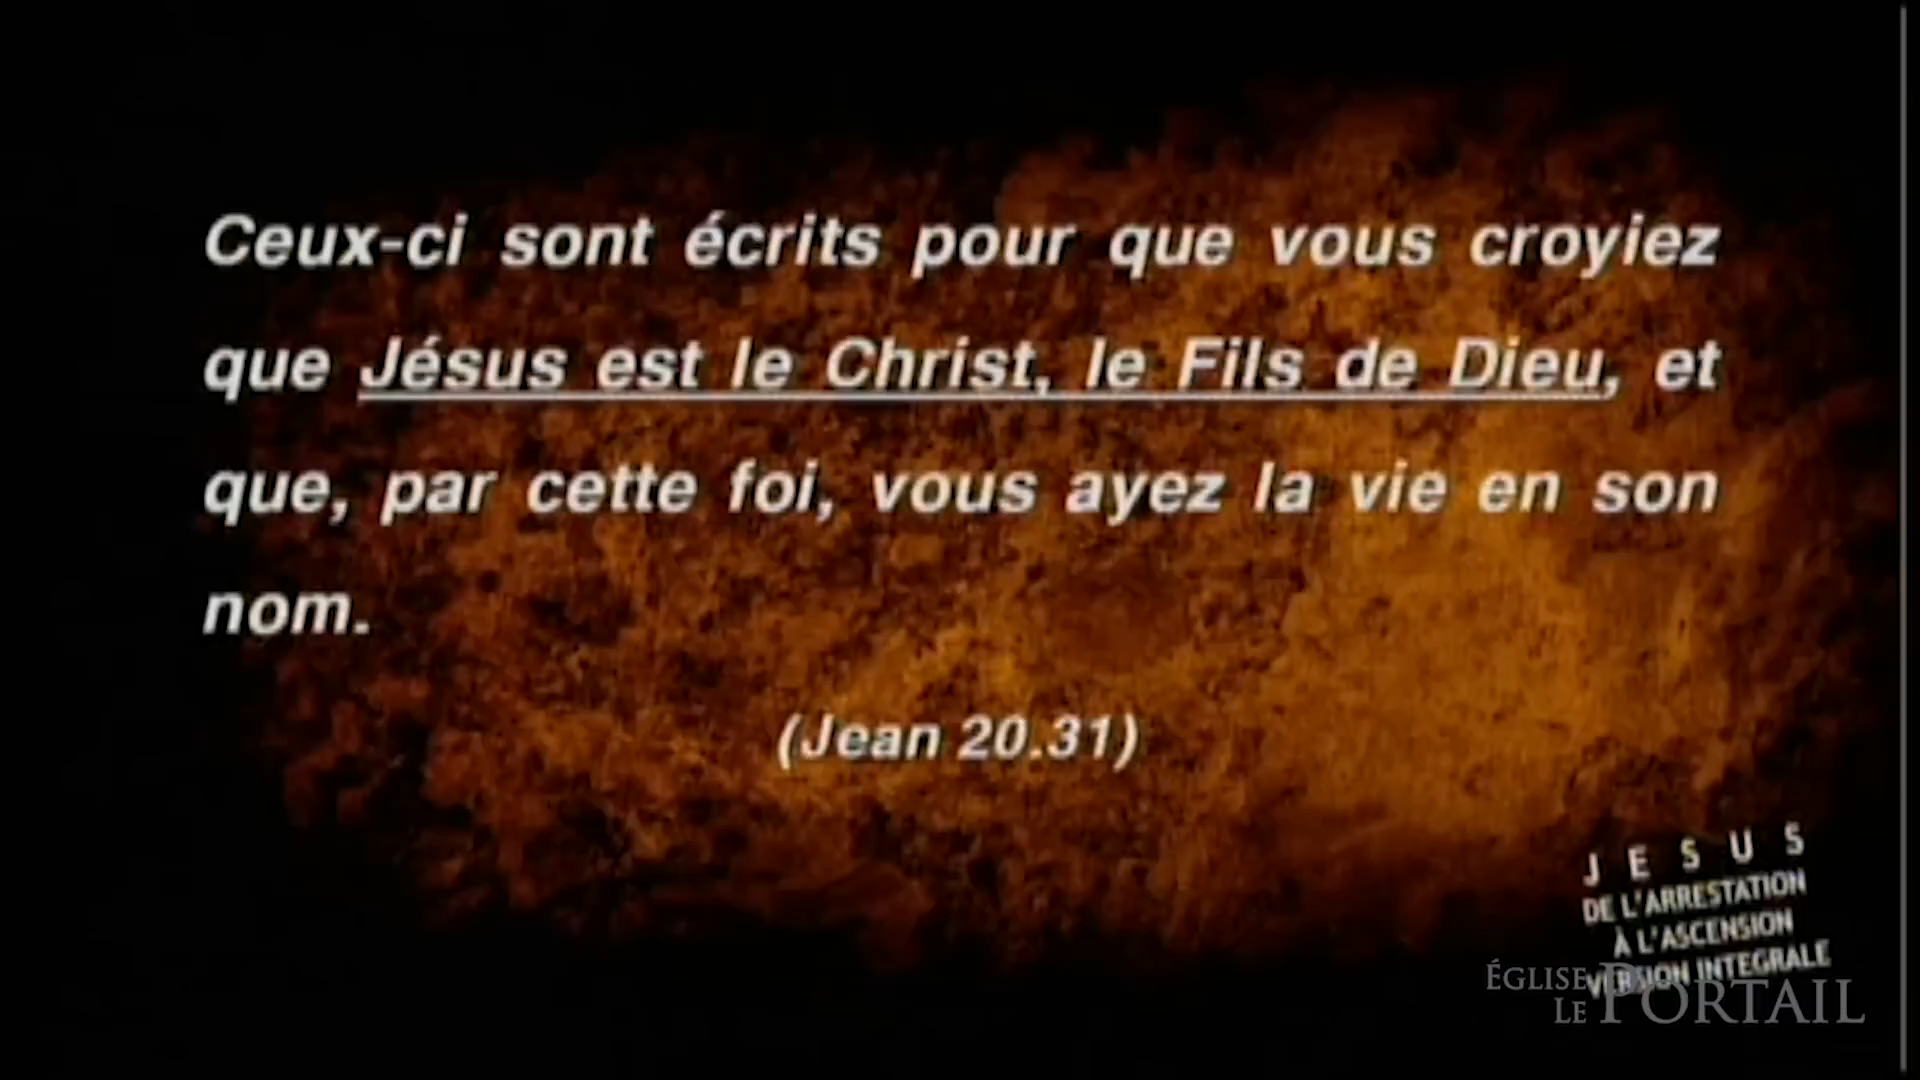 Ceux-ci sont écrits pour que vous croyiez
que Jésus est le Christ, le Fils de Dieu, et
que, par cette foi, vous ayez la vie en son
nom.
(Jean 20.31)
JESUS
DE L'ARRESTATION
À L'ASCENSION
VERSION INTEGRALE
ÉGLISE
LE PORTAIL